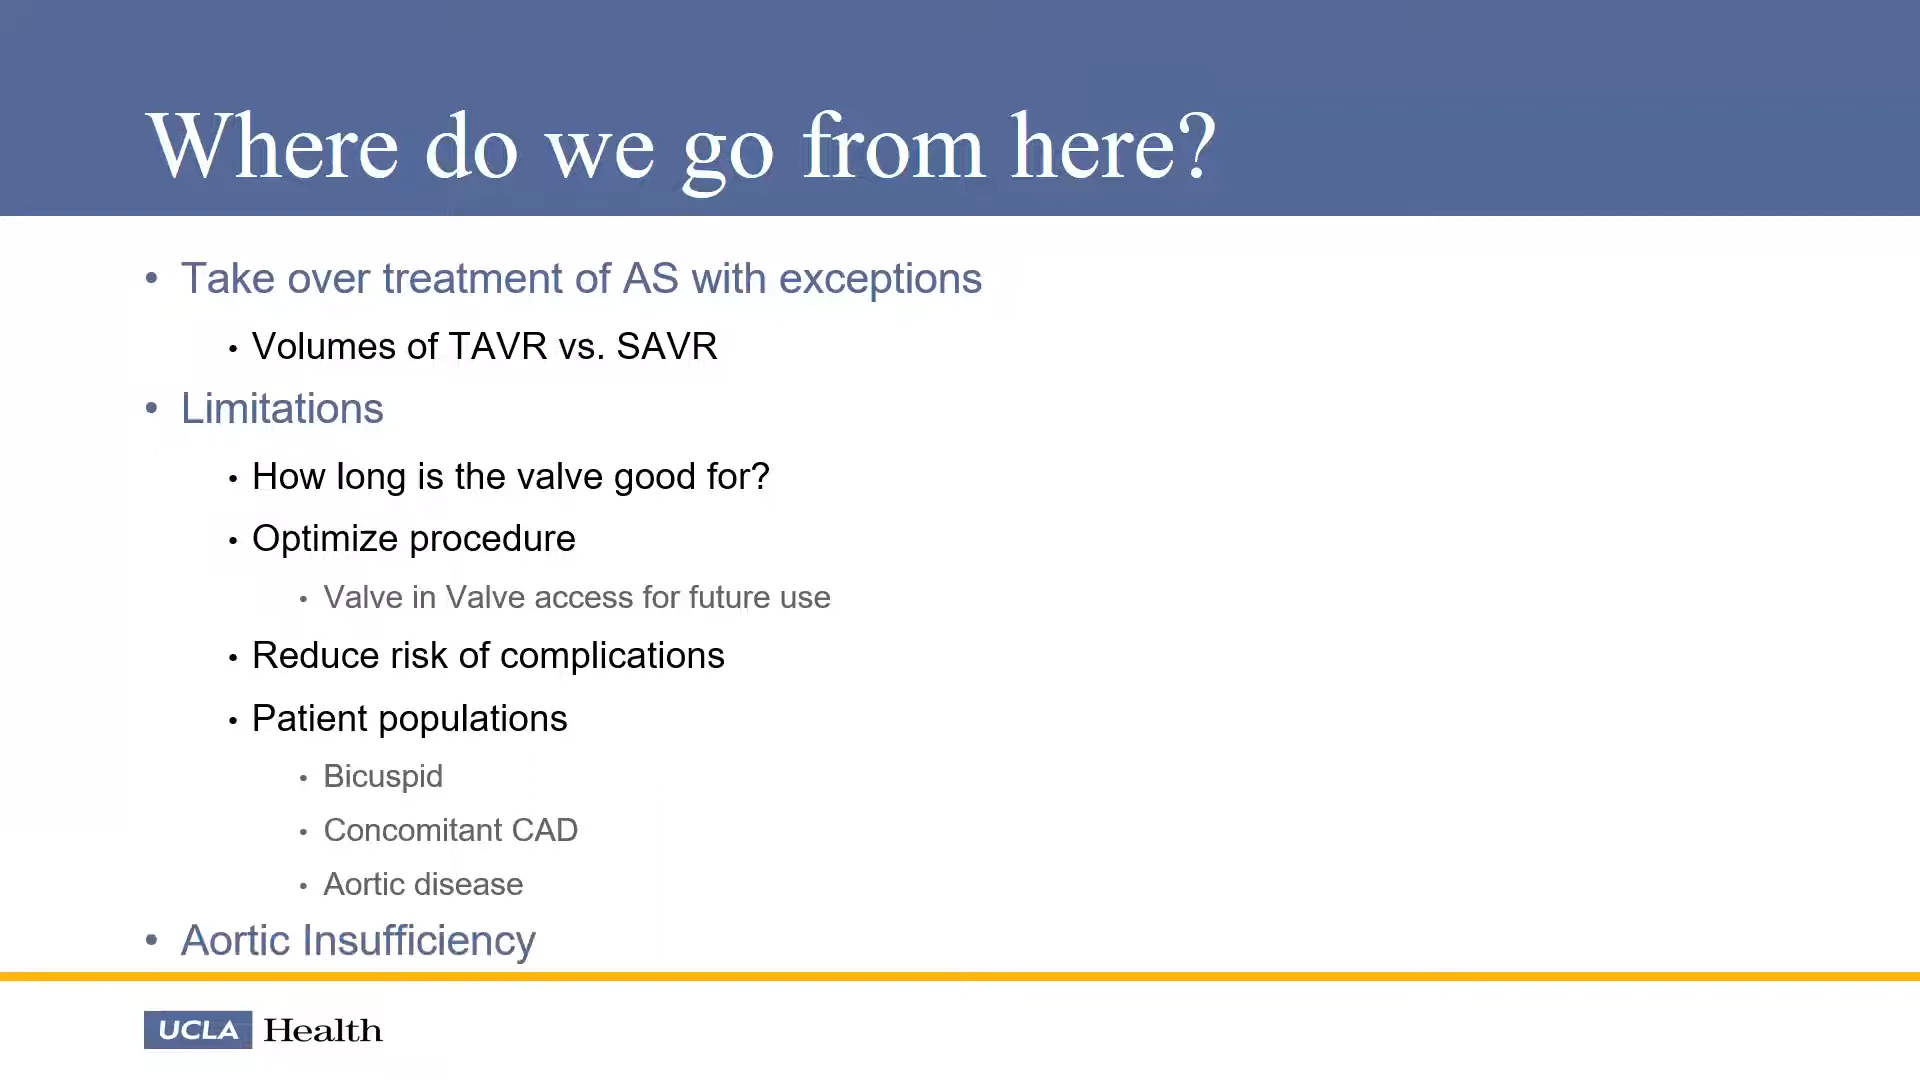 Where do we go from here?
• Take over treatment of AS with exceptions
• Volumes of TAVR vs. SAVR
• Limitations
• How long is the valve good for?
• Optimize procedure
• Valve in Valve access for future use
• Reduce risk of complications
• Patient populations
• Bicuspid
• Concomitant CAD
• Aortic disease
• Aortic Insufficiency
UCLA Health